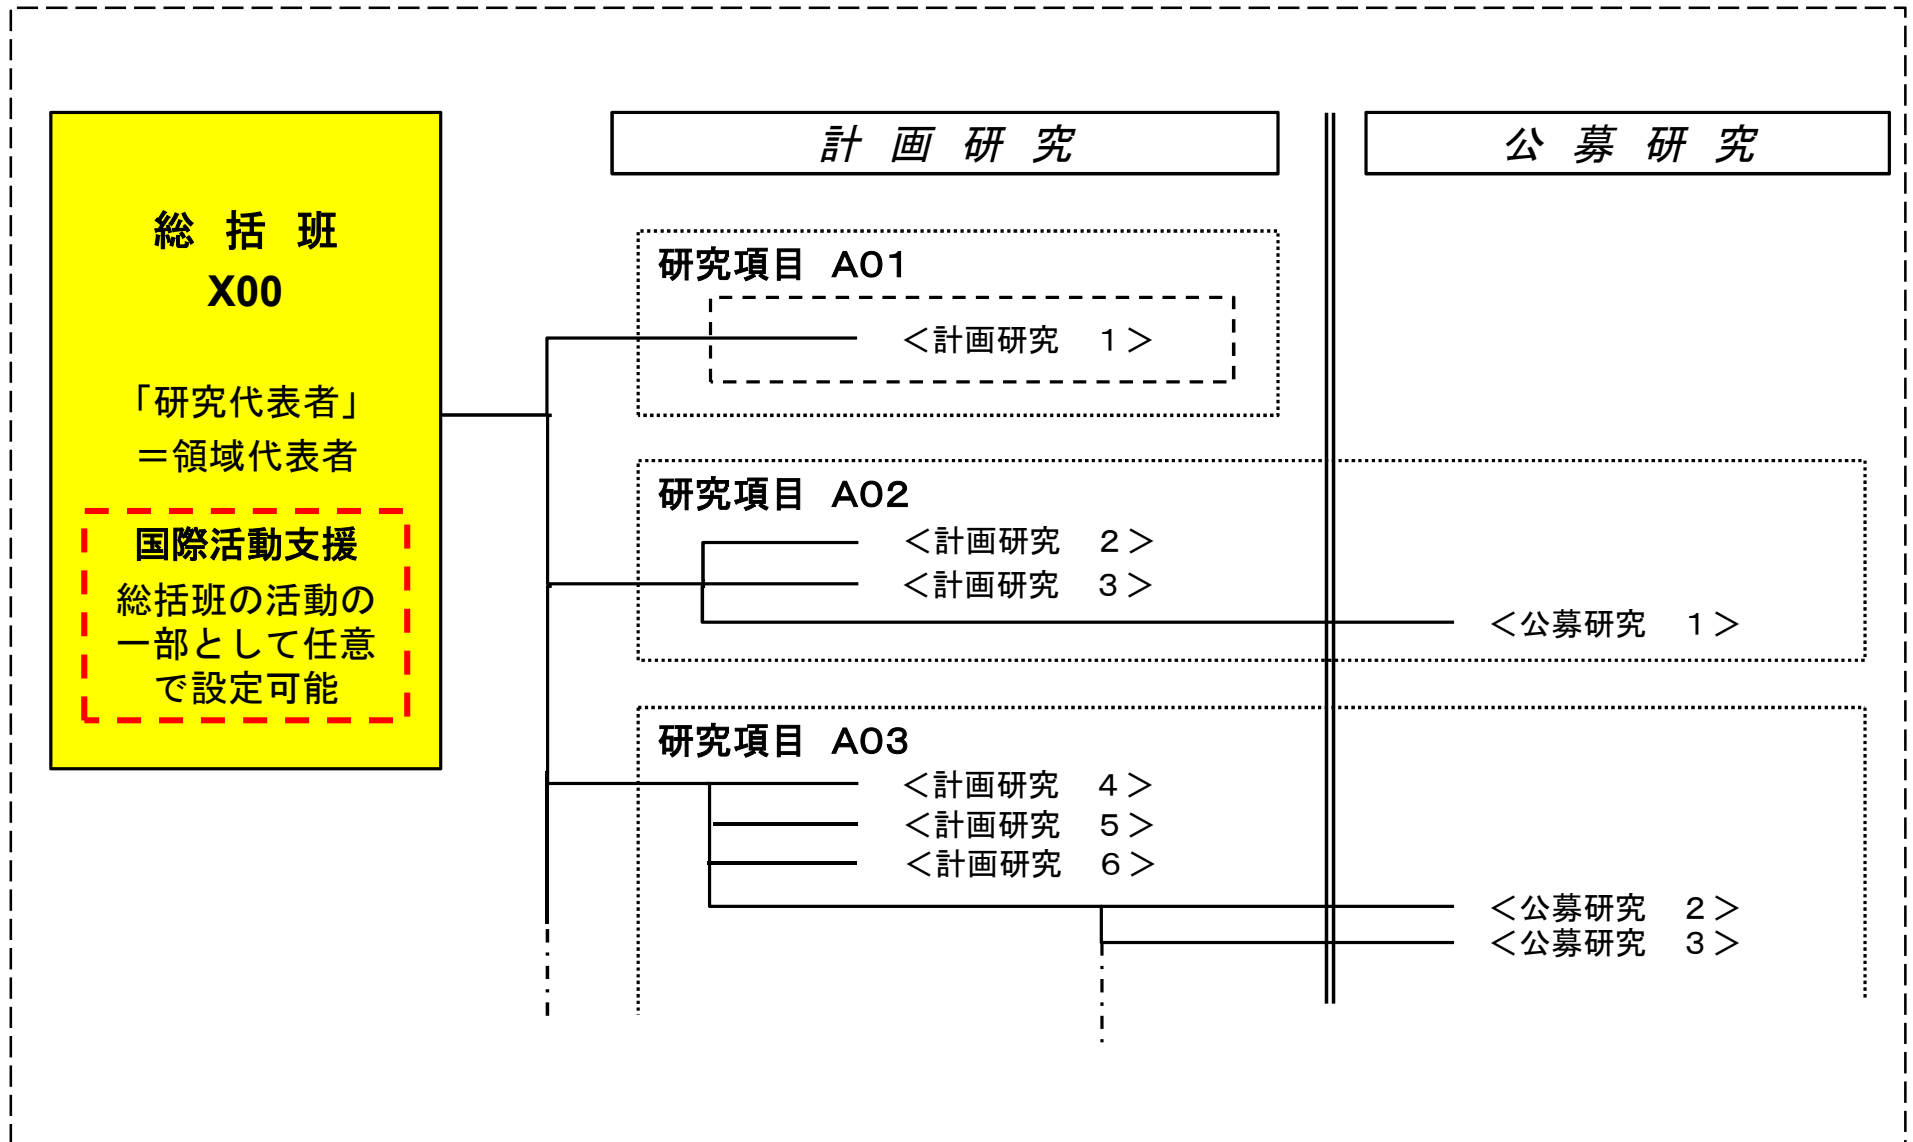 総 括 班
X00
「研究代表者」
＝領域代表者
国際活動支援
総括班の活動の
一部として任意
で設定可能
計 画 研 究
公 募 研 究
研究項目 A01
＜計画研究 1＞
研究項目 A02
＜計画研究 2＞
＜計画研究 3＞
＜公募研究 1＞
研究項目 A03
＜計画研究 4＞
＜計画研究 5＞
＜計画研究 6＞
＜公募研究 2＞
＜公募研究 3＞